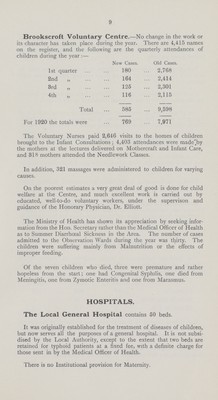 9
Brookscroft Voluntary Centre.—No change in the work or
its character has taken place during the year. There are 4,415 names
on the register, and the following are the quarterly attendances of
children during the year :—
New Cases. Old Cases.
1st quarter ... ... 180 ... 2,768
2nd „ ... ... 164 ... 2,414
3rd „ ... ... 125 ... 2,301
4th „ ... ... 116 ... 2,115
Total ... 585 ... 9,598
For 1920 the totals were ... 769 ... 7,871
The Voluntary Nurses paid 2,645 visits to the homes of children
brought to the Infant Consultations; 4,403 attendances were made by
the mothers at the lectures delivered on Mothercraft and Infant Care,
and 918 mothers attended the Needlework Classes.
In addition, 321 massages were administered to children for varying
causes.
On the poorest estimates a very great deal of good is done for child
welfare at the Centre, and much excellent work is carried out by
educated, well-to-do voluntary workers, under the supervision and
guidance of the Honorary Physician, Dr. Elliott.
The Ministry of Health has shown its appreciation by seeking infor-
mation from the Hon. Secretary rather than the Medical Officer of Health
as to Summer Diarrhœal Sickness in the Area. The number of cases
admitted to the Observation Wards during the year was thirty. The
children were suffering mainly from Malnutrition or the effects of
improper feeding.
Of the seven children who died, three were premature and rather
hopeless from the start; one had Congenital Syphilis, one died from
Meningitis, one from Zymotic Enteritis and one from Marasmus.
HOSPITALS.
The Local General Hospital contains 50 beds.
It was originally established for the treatment of diseases of children,
but now serves all the purposes of a general hospital. It is not subsi-
dised by the Local Authority, except to the extent that two beds are
retained for typhoid patients at a fixed fee, with a definite charge for
those sent in by the Medical Officer of Health.
There is no Institutional provision for Maternity.